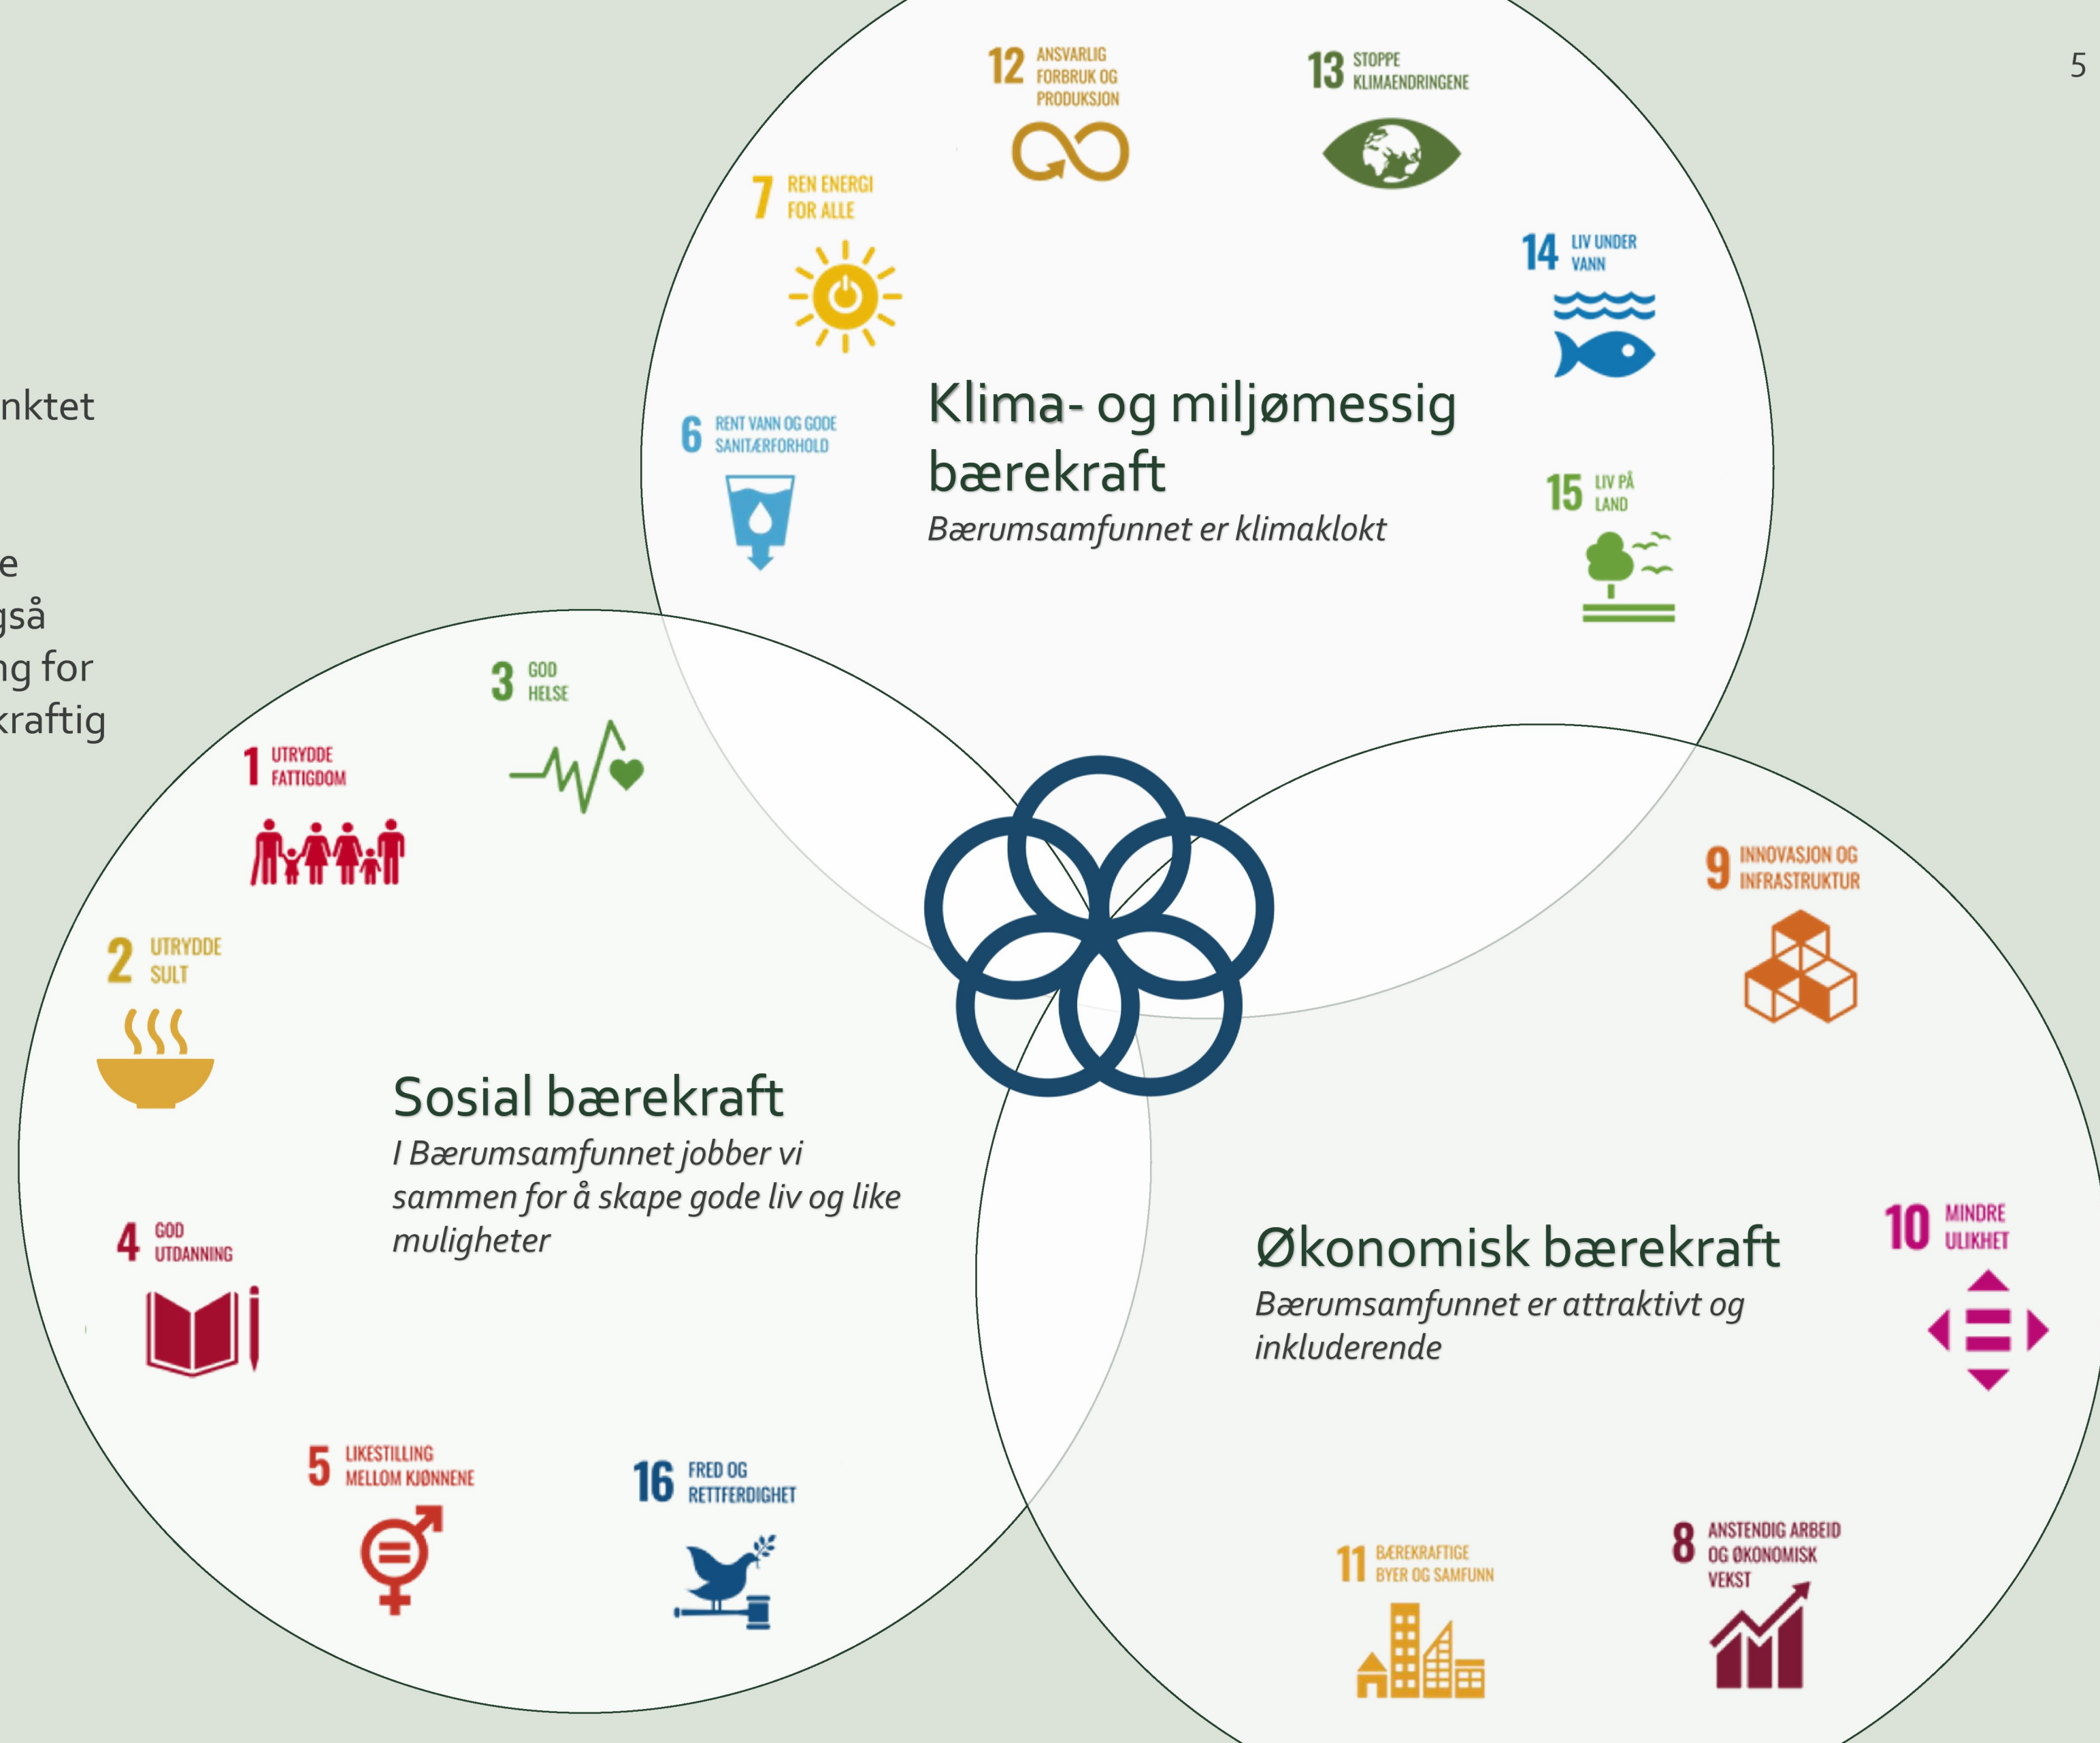 5
12 ANSVARLIG
FORBRUK OG
PRODUKSJON
13 STOPPE
KLIMAENDRINGENE
7 REN ENERGI
FOR ALLE
14 LIV UNDER
VANN
6 RENT VANN OG GODE
SANITÆRFORHOLD
Klima- og miljømessig
bærekraft
Bærumsamfunnet er klimaklokt
15 LIV PÅ
LAND
nktet
e
gså
ng for
kraftig
3 GOD
HELSE
1 UTRYDDE
FATTIGDOM
2 UTRYDDE
SULT
Sosial bærekraft
I Bærumsamfunnet jobber vi
sammen for å skape gode liv og like
muligheter
4 GOD
UTDANNING
5 LIKESTILLING
MELLOM KJØNNENE
16 FRED OG
RETTFERDIGHET
9 INNOVASJON OG
INFRASTRUKTUR
10 MINDRE
ULIKHET
Økonomisk bærekraft
Bærumsamfunnet er attraktivt og
inkluderende
11 BÆREKRAFTIGE
BYER OG SAMFUNN
8 ANSTENDIG ARBEID
OG ØKONOMISK
VEKST